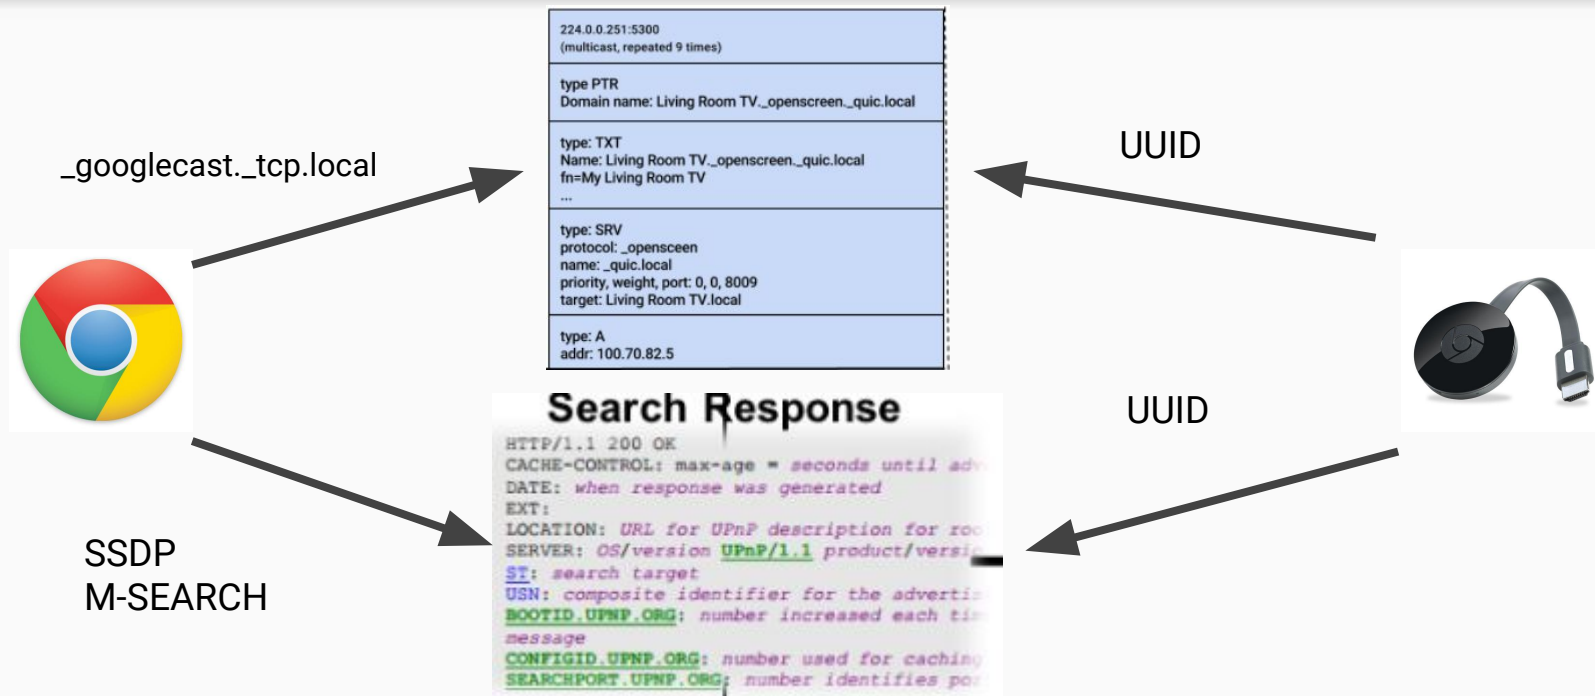 224.0.0.251:5300
(multicast, repeated 9 times)
type PTR
Domain name: Living Room TV._openscreen._quic.local
type: TXT
Name: Living Room TV._openscreen._quic.local
fn=My Living Room TV
...
type: SRV
protocol: _opensceen
name: _quic.local
priority, weight, port: 0, 0, 8009
target: Living Room TV.local
type: A
addr: 100.70.82.5
_googlecast._tcp.local
UUID
Search Response
HTTP/1.1 200 OK
CACHE-CONTROL: max-age = seconds until
DATE: when response was generated
EXT:
LOCATION: URL for UPnP description for
SERVER: OS/version UPnP/1.1 product/
ST: search target
USN: composite identifier for the
BOOTID.UPNP.ORG: number increased each
message
CONFIGID.UPNP.ORG: number used for caching
SEARCHPORT.UPNP.ORG: number identifies
UUID
SSDP
M-SEARCH